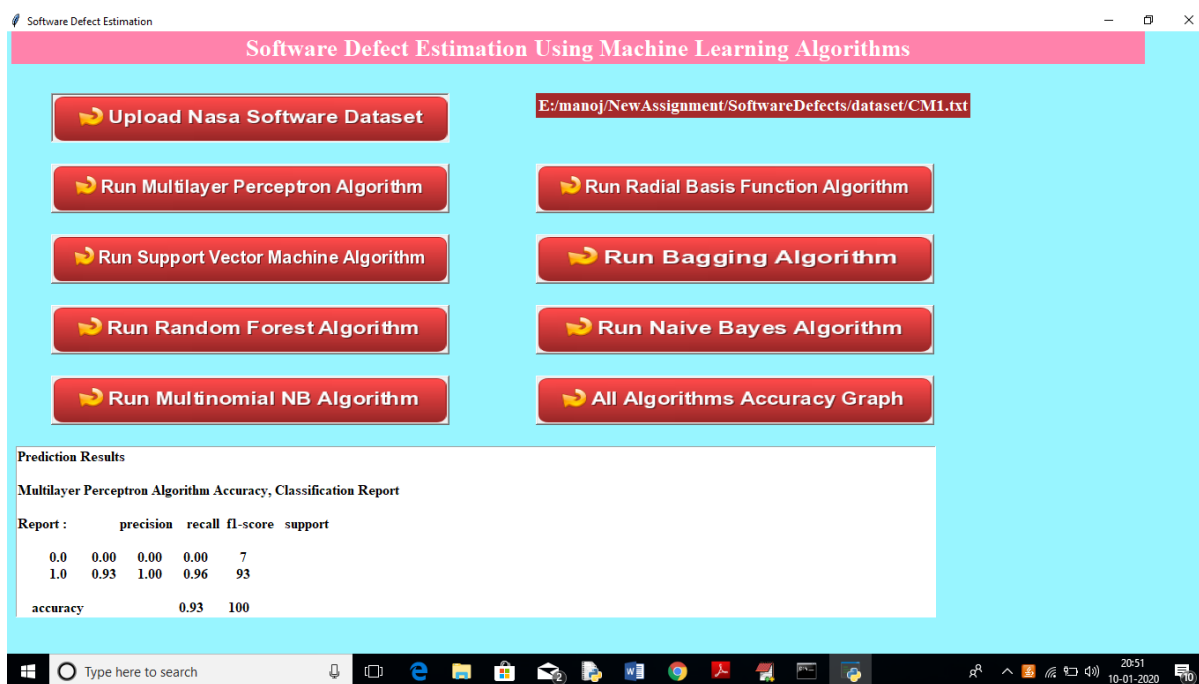 Software Defect Estimation
Software Defect Estimation Using Machine Learning Algorithms
Upload Nasa Software Dataset
E:/manoj/NewAssignment/SoftwareDefects/dataset/CM1.txt
Run Multilayer Perceptron Algorithm
Run Radial Basis Function Algorithm
Run Support Vector Machine Algorithm
Run Bagging Algorithm
Run Random Forest Algorithm
Run Naive Bayes Algorithm
Run Multinomial NB Algorithm
All Algorithms Accuracy Graph
Prediction Results
Multilayer Perceptron Algorithm Accuracy, Classification Report
Report : precision recall f1-score support
0.0 0.00 0.00 0.00 7
1.0 0.93 1.00 0.96 93
accuracy 0.93 100
Type here to search
20:51
10-01-2020